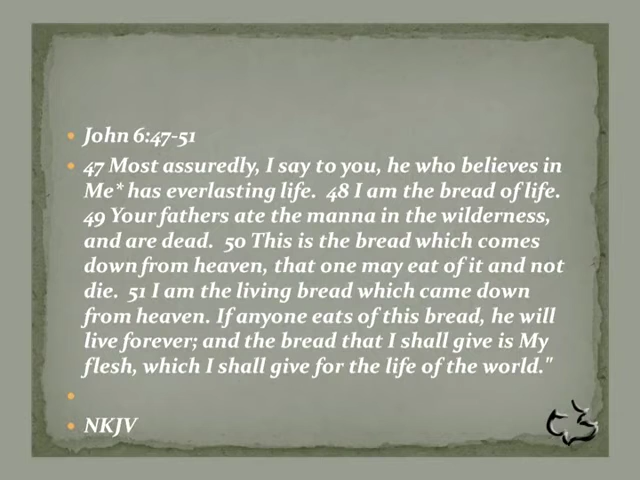 John 6:47-51
47 Most assuredly, I say to you, he who believes in
Me* has everlasting life.  48 I am the bread of life.
49 Your fathers ate the manna in the wilderness,
and are dead.  50 This is the bread which comes
down from heaven, that one may eat of it and not
die.  51 I am the living bread which came down
from heaven. If anyone eats of this bread, he will
live forever; and the bread that I shall give is My
flesh, which I shall give for the life of the world."
NKJV